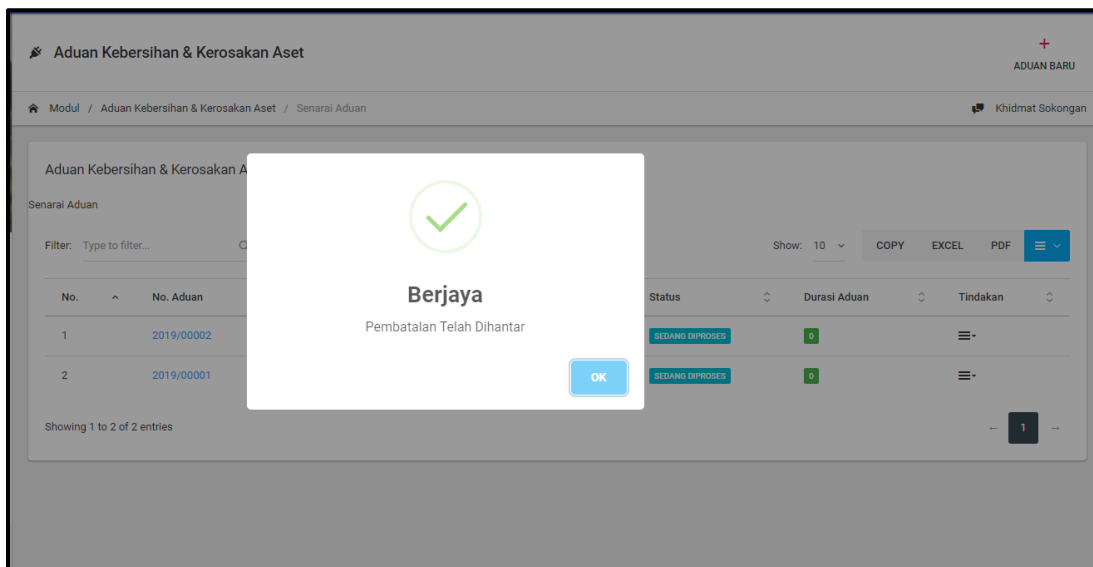 Aduan Kebersihan & Kerosakan Aset
+
ADUAN BARU
Modul / Aduan Kebersihan & Kerosakan Aset / Senarai Aduan
Khidmat Sokongan
Aduan Kebersihan & Kerosakan A
Senarai Aduan
Filter: Type to filter...
Show: 10 COPY EXCEL PDF
No. No. Aduan Status Durasi Aduan Tindakan
1 2019/00002 SEDANG DIPROSES 0
2 2019/00001 SEDANG DIPROSES 0
Showing 1 to 2 of 2 entries
← 1 →
Berjaya
Pembatalan Telah Dihantar
OK